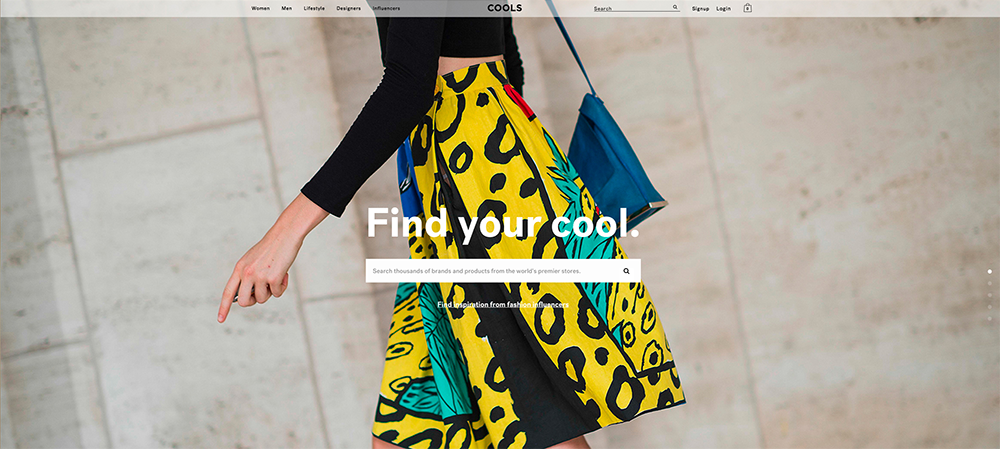 Women Men Lifestyle Designers Influencers COOLS Search Signup Login 0
Find your cool.
Search thousands of brands and products from the world's premier stores.
Find inspiration from fashion influencers